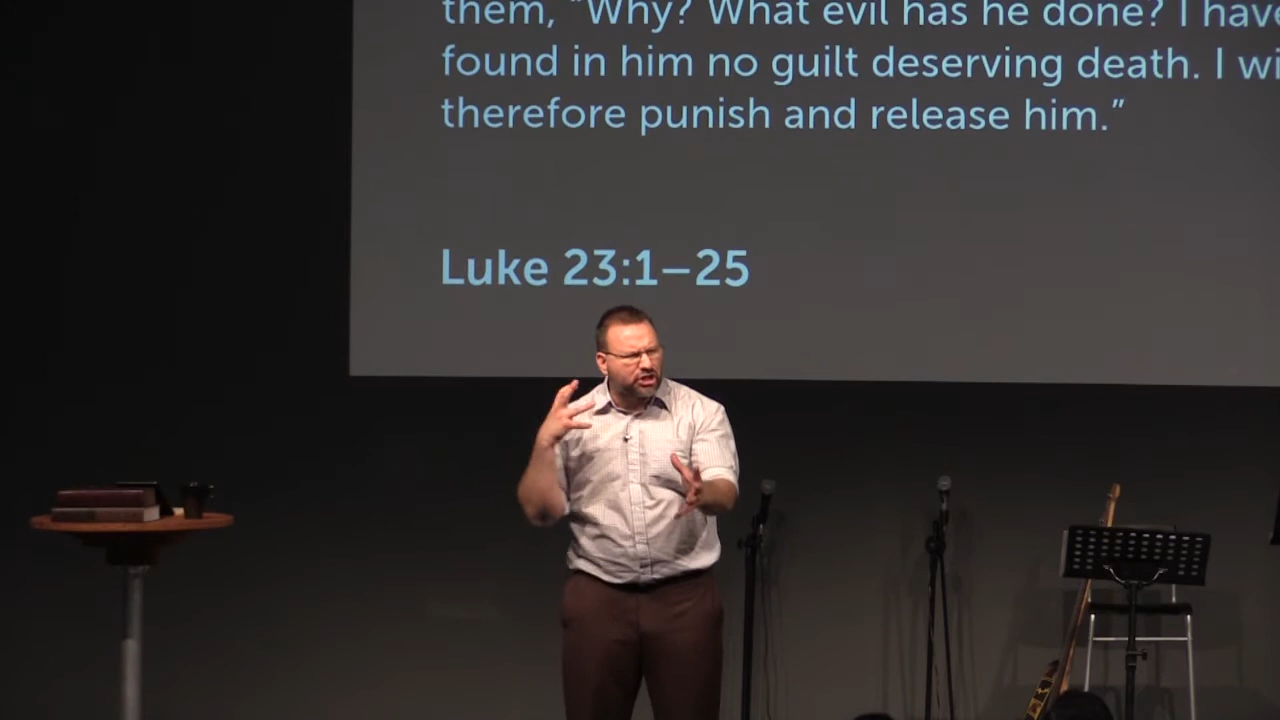 them, “Why? What evil has he done? I have
found in him no guilt deserving death. I
therefore punish and release him.”
Luke 23:1–25